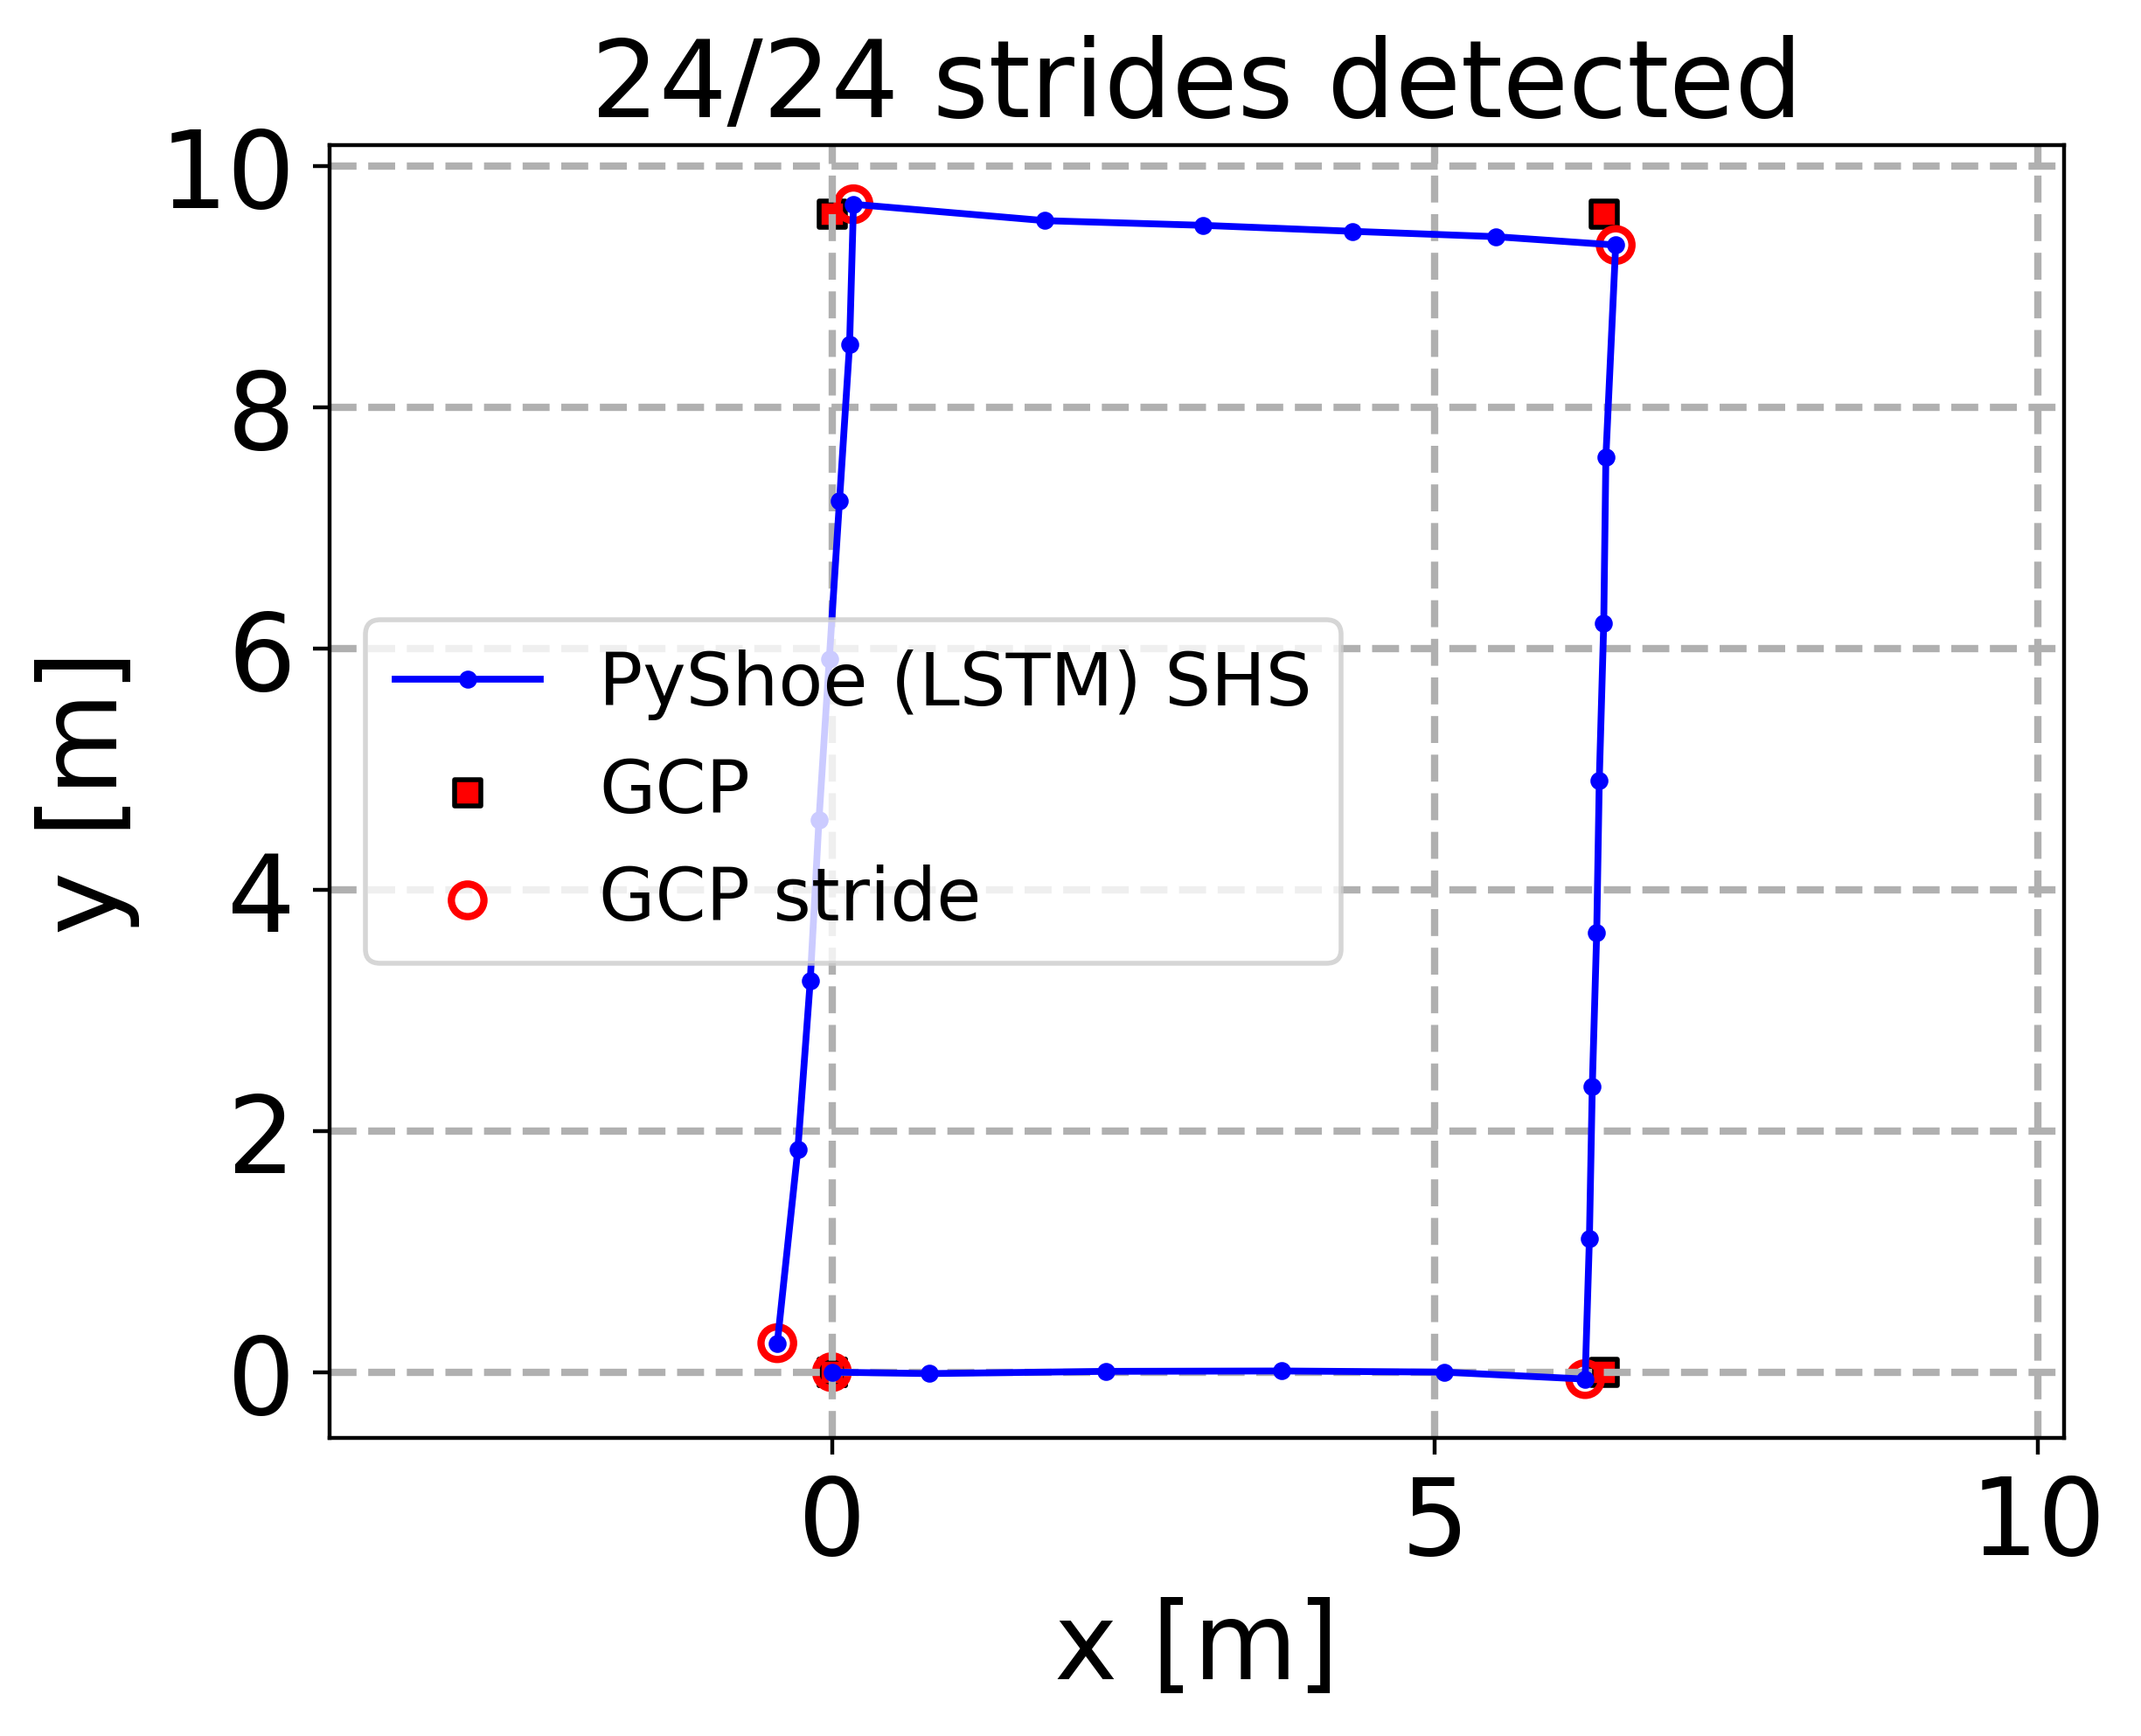 24/24 strides detected
10
8
6
4
2
0
y [m]
PyShoe (LSTM) SHS
GCP
GCP stride
0 5 10
x [m]